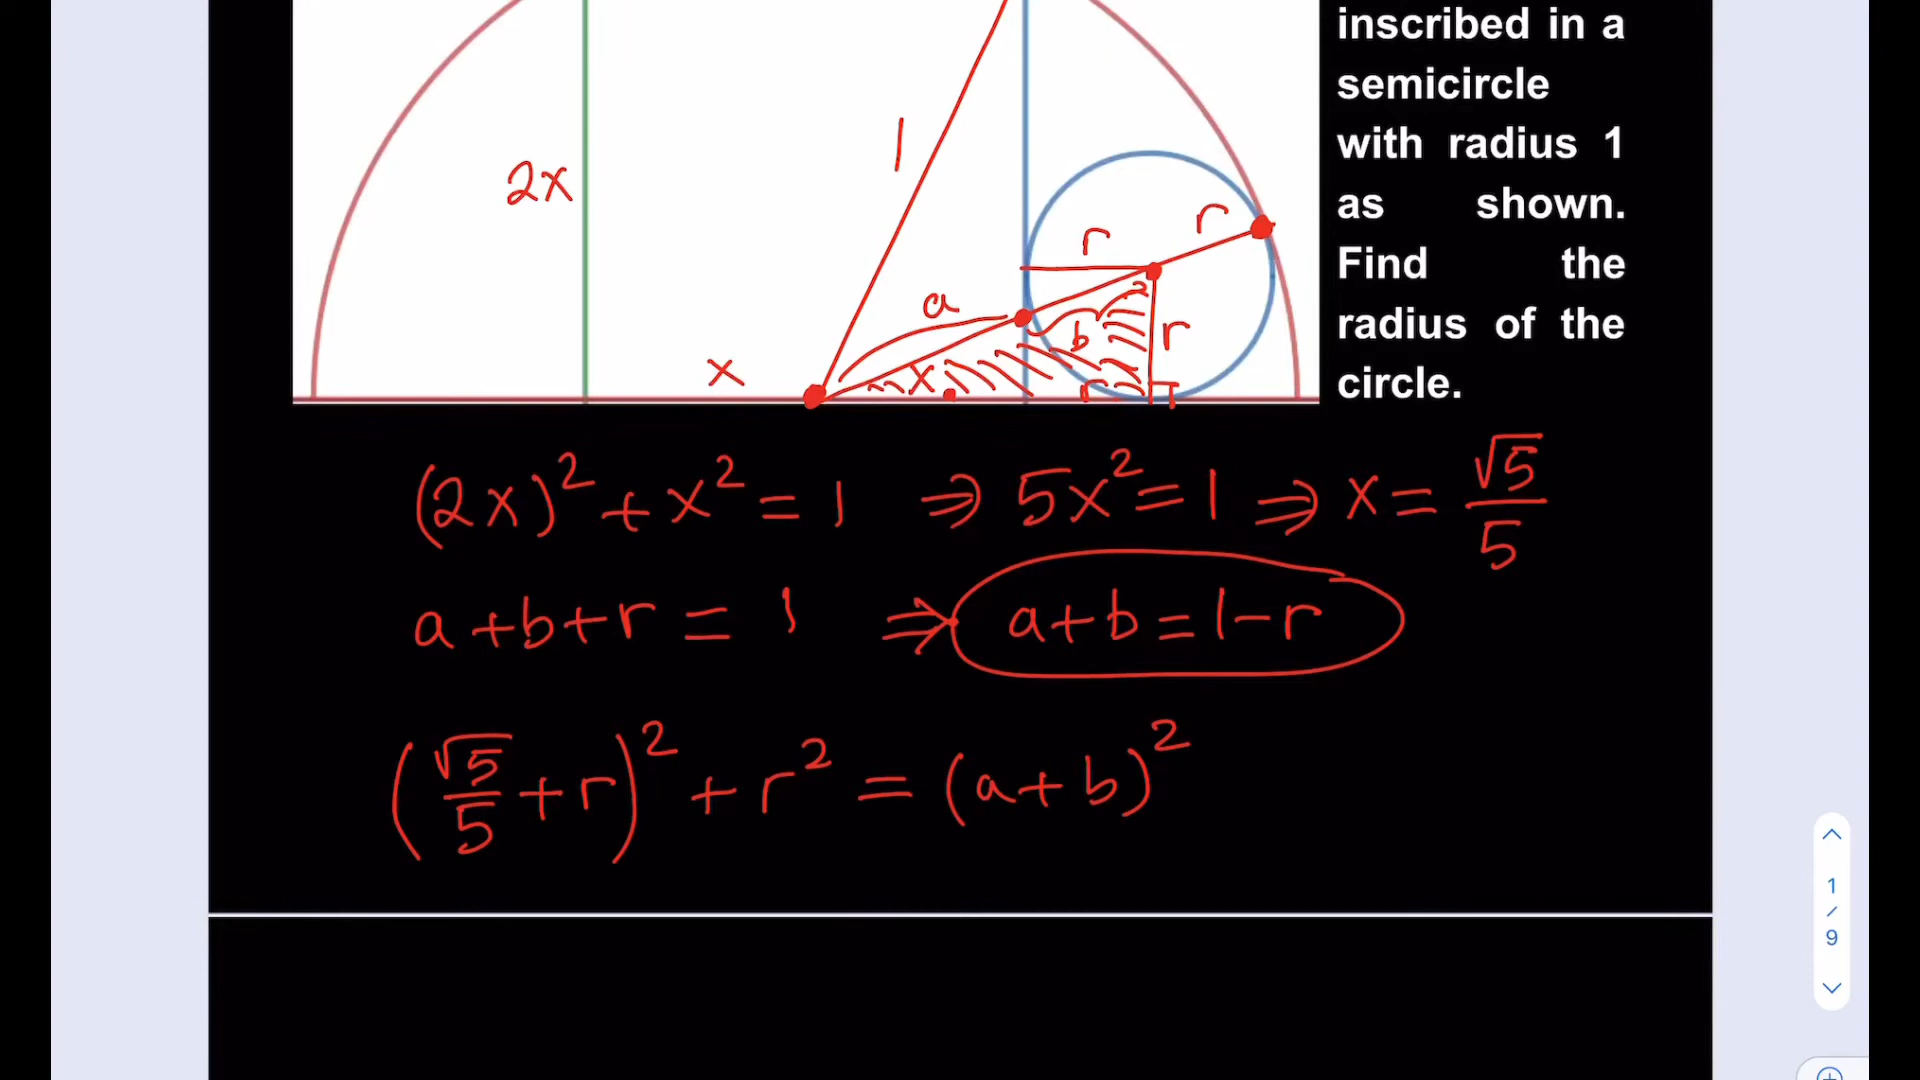 inscribed in a
semicircle
with radius 1
as shown.
Find the
radius of the
circle.
1
2x
r
r
a
b
r
x
x
r
(2x)² + x² = 1 ⇒ 5x² = 1 ⇒ x = √5/5
a + b + r = 1 ⇒ a + b = 1 − r
(√5/5 + r)² + r² = (a + b)²
1
/
9